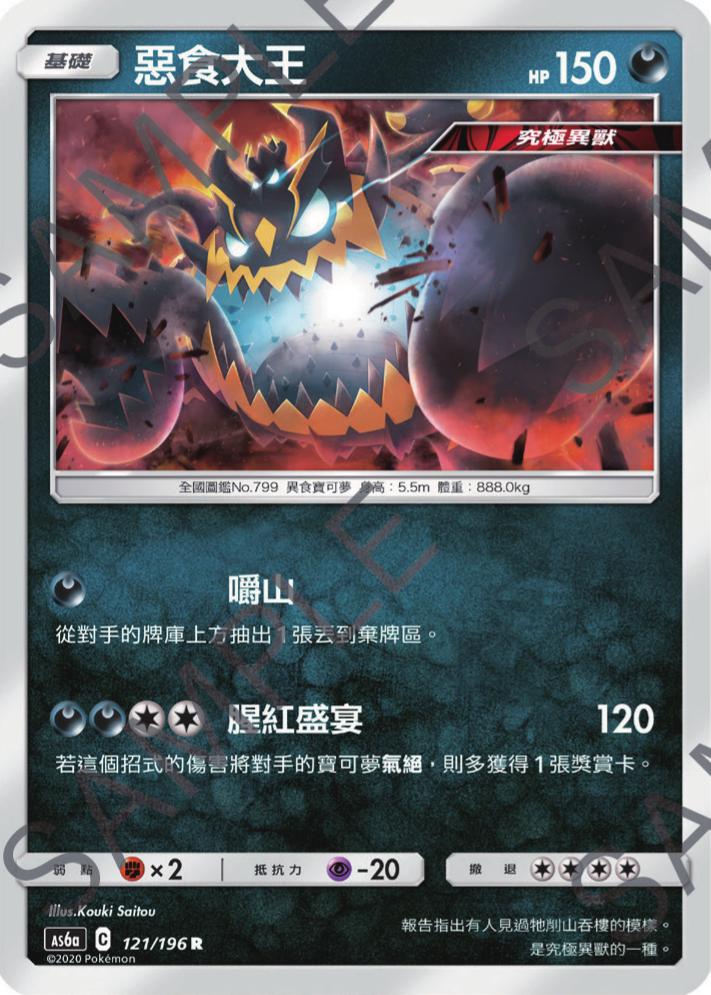 基礎 惡食大王 HP 150
究極異獸
全國圖鑑No.799 異食寶可夢 身高：5.5m 體重：888.0kg
嚼山
從對手的牌庫上方抽出1張丟到棄牌區。
腥紅盛宴 120
若這個招式的傷害將對手的寶可夢氣絕，則多獲得1張獎賞卡。
弱點 ×2 抵抗力 -20 撤退
Illus.Kouki Saitou
報告指出有人見過牠削山吞樓的模樣。
是究極異獸的一種。
AS6a C 121/196 R
©2020 Pokémon
SAMPLE
SAMPLE
SAMPLE
SAMPLE